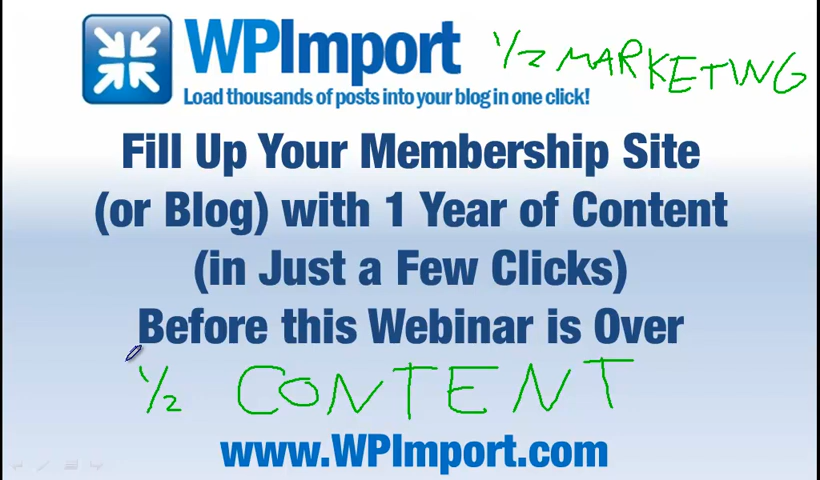 WPImport
1/2 MARKETING
Load thousands of posts into your blog in one click!
Fill Up Your Membership Site
(or Blog) with 1 Year of Content
(in Just a Few Clicks)
Before this Webinar is Over
1/2 CONTENT
www.WPImport.com